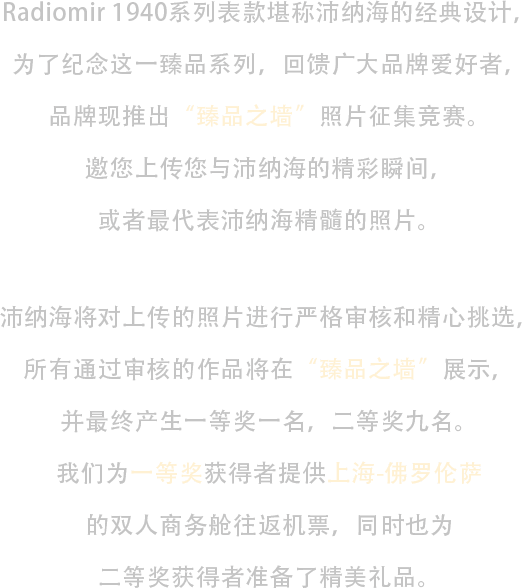 Radiomir 1940系列表款堪称沛纳海的经典设计,
为了纪念这一臻品系列，回馈广大品牌爱好者,
品牌现推出“臻品之墙”照片征集竞赛。
邀您上传您与沛纳海的精彩瞬间,
或者最代表沛纳海精髓的照片。
沛纳海将对上传的照片进行严格审核和精心挑选,
所有通过审核的作品将在“臻品之墙”展示,
并最终产生一等奖一名，二等奖九名。
我们为一等奖获得者提供上海-佛罗伦萨
的双人商务舱往返机票，同时也为
二等奖获得者准备了精美礼品。